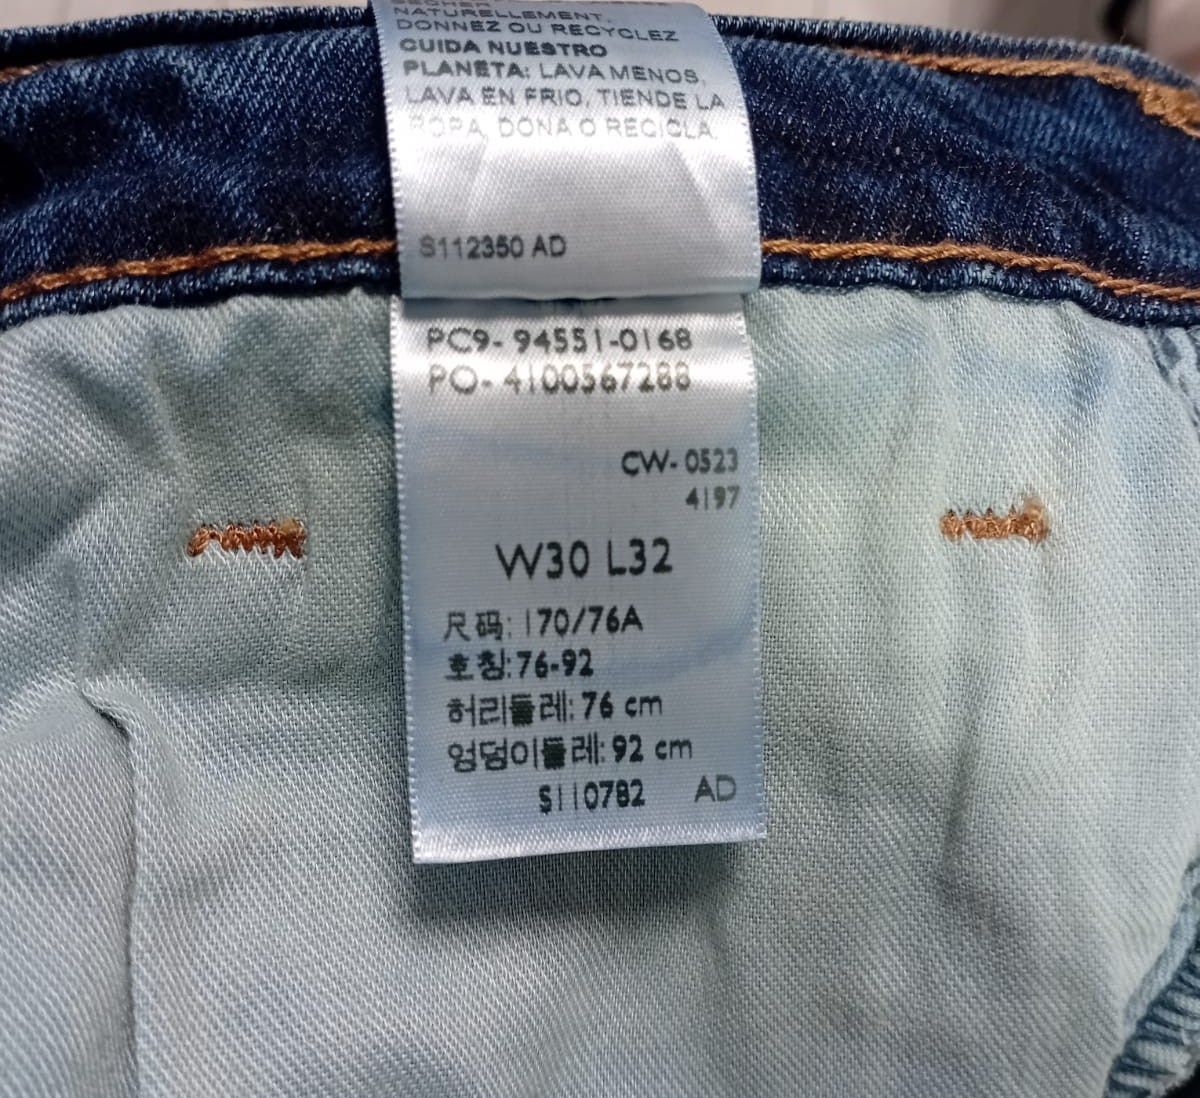 SÉCHER
NATURELLEMENT,
DONNEZ OU RECYCLEZ
CUIDA NUESTRO
PLANETA: LAVA MENOS,
LAVA EN FRIO, TIENDE LA
ROPA, DONA O RECICLA.
S112350 AD
PC9- 94551-0168
PO- 4100567288
CW- 0523
4197
W30 L32
尺码: 170/76A
호칭: 76-92
허리둘레: 76 cm
엉덩이둘레: 92 cm
S110782 AD